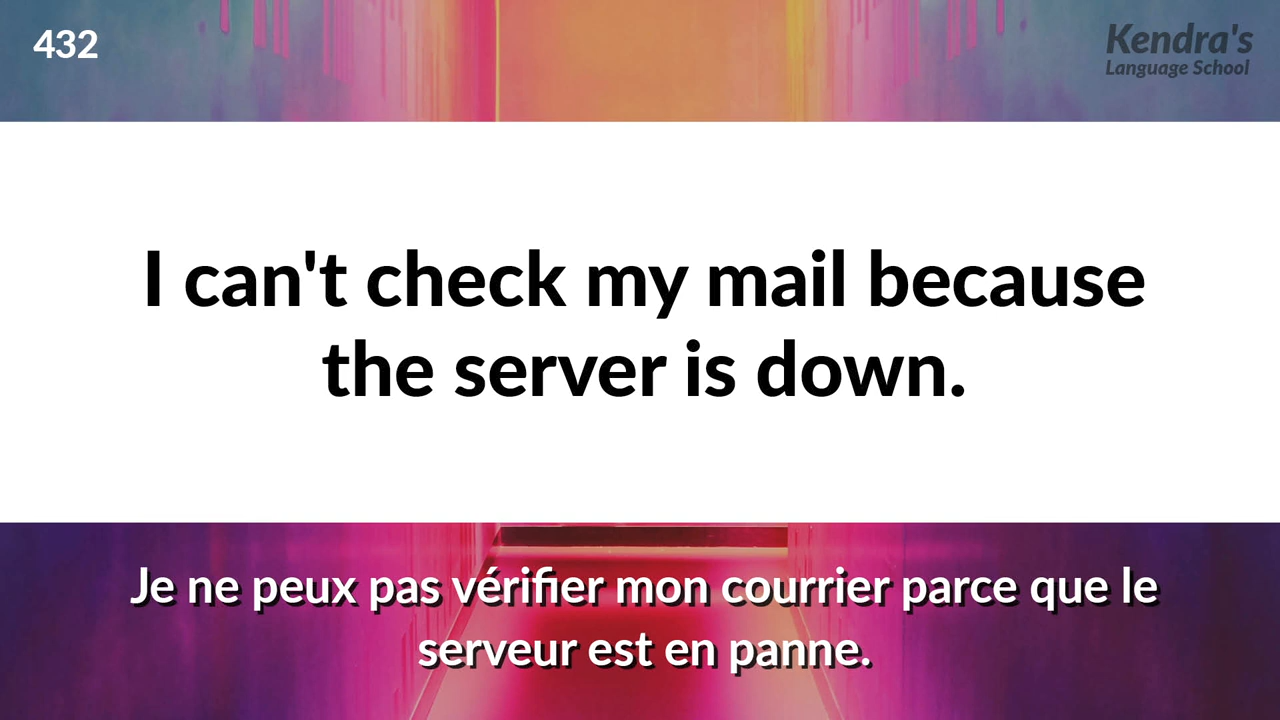 432
Kendra's
Language School
I can't check my mail because
the server is down.
Je ne peux pas vérifier mon courrier parce que le
serveur est en panne.